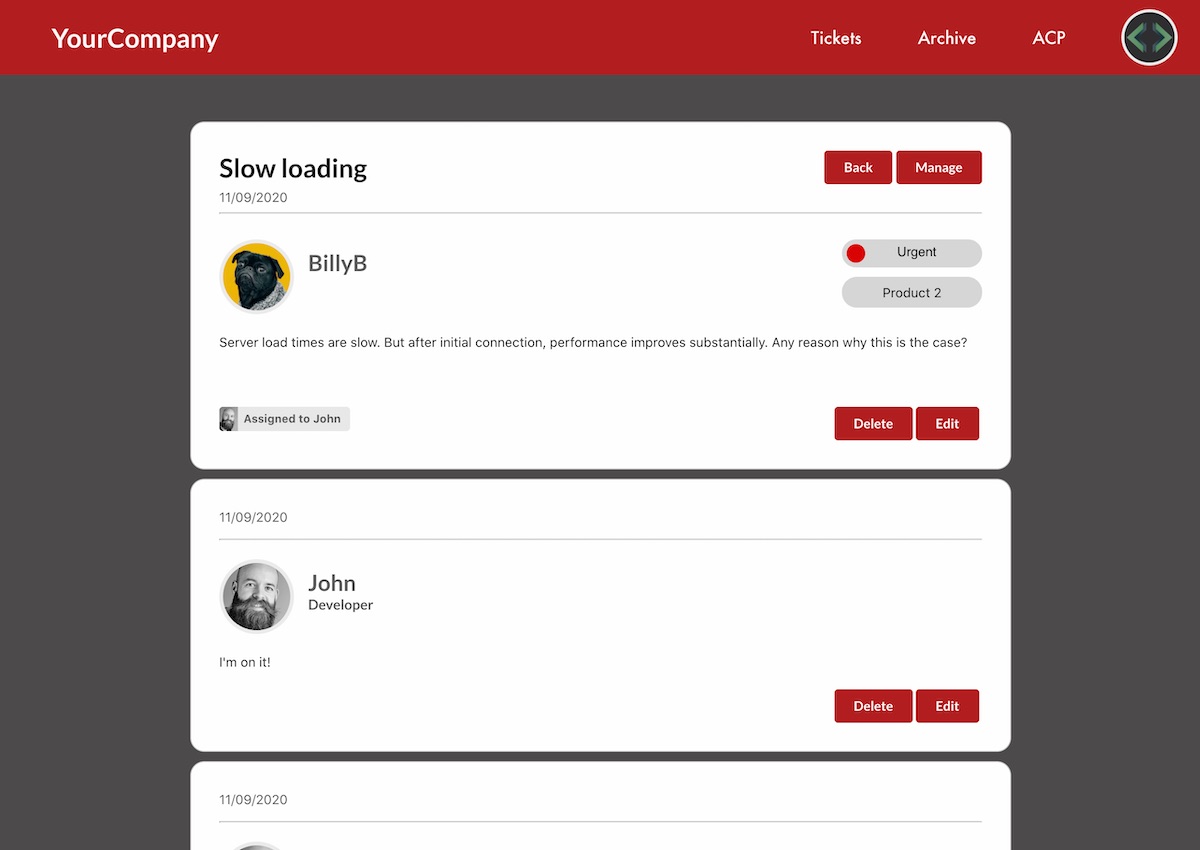 YourCompany
Tickets Archive ACP
Slow loading
Back Manage
11/09/2020
BillyB
Urgent
Product 2
Server load times are slow. But after initial connection, performance improves substantially. Any reason why this is the case?
Assigned to John
Delete Edit
11/09/2020
John
Developer
I'm on it!
Delete Edit
11/09/2020